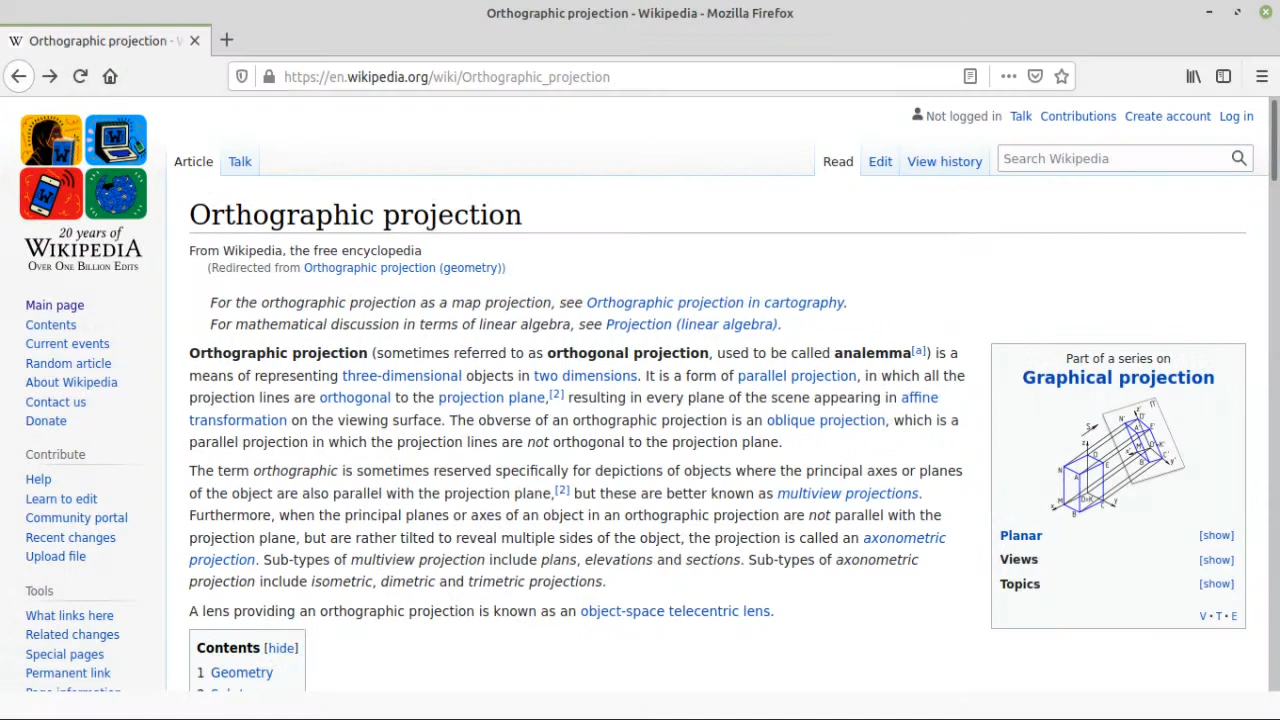 Orthographic projection - Wikipedia - Mozilla Firefox
W Orthographic projection - W
https://en.wikipedia.org/wiki/Orthographic_projection
Not logged in Talk Contributions Create account Log in
Article Talk Read Edit View history Search Wikipedia
20 years of
WIKIPEDIA
OVER ONE BILLION EDITS
Main page
Contents
Current events
Random article
About Wikipedia
Contact us
Donate
Contribute
Help
Learn to edit
Community portal
Recent changes
Upload file
Tools
What links here
Related changes
Special pages
Permanent link
Page information
Orthographic projection
From Wikipedia, the free encyclopedia
(Redirected from Orthographic projection (geometry))
For the orthographic projection as a map projection, see Orthographic projection in cartography.
For mathematical discussion in terms of linear algebra, see Projection (linear algebra).
Orthographic projection (sometimes referred to as orthogonal projection, used to be called analemma[a]) is a
means of representing three-dimensional objects in two dimensions. It is a form of parallel projection, in which all the
projection lines are orthogonal to the projection plane,[2] resulting in every plane of the scene appearing in affine
transformation on the viewing surface. The obverse of an orthographic projection is an oblique projection, which is a
parallel projection in which the projection lines are not orthogonal to the projection plane.
The term orthographic is sometimes reserved specifically for depictions of objects where the principal axes or planes
of the object are also parallel with the projection plane,[2] but these are better known as multiview projections.
Furthermore, when the principal planes or axes of an object in an orthographic projection are not parallel with the
projection plane, but are rather tilted to reveal multiple sides of the object, the projection is called an axonometric
projection. Sub-types of multiview projection include plans, elevations and sections. Sub-types of axonometric
projection include isometric, dimetric and trimetric projections.
A lens providing an orthographic projection is known as an object-space telecentric lens.
Contents [hide]
1 Geometry
Part of a series on
Graphical projection
Planar [show]
Views [show]
Topics [show]
V · T · E